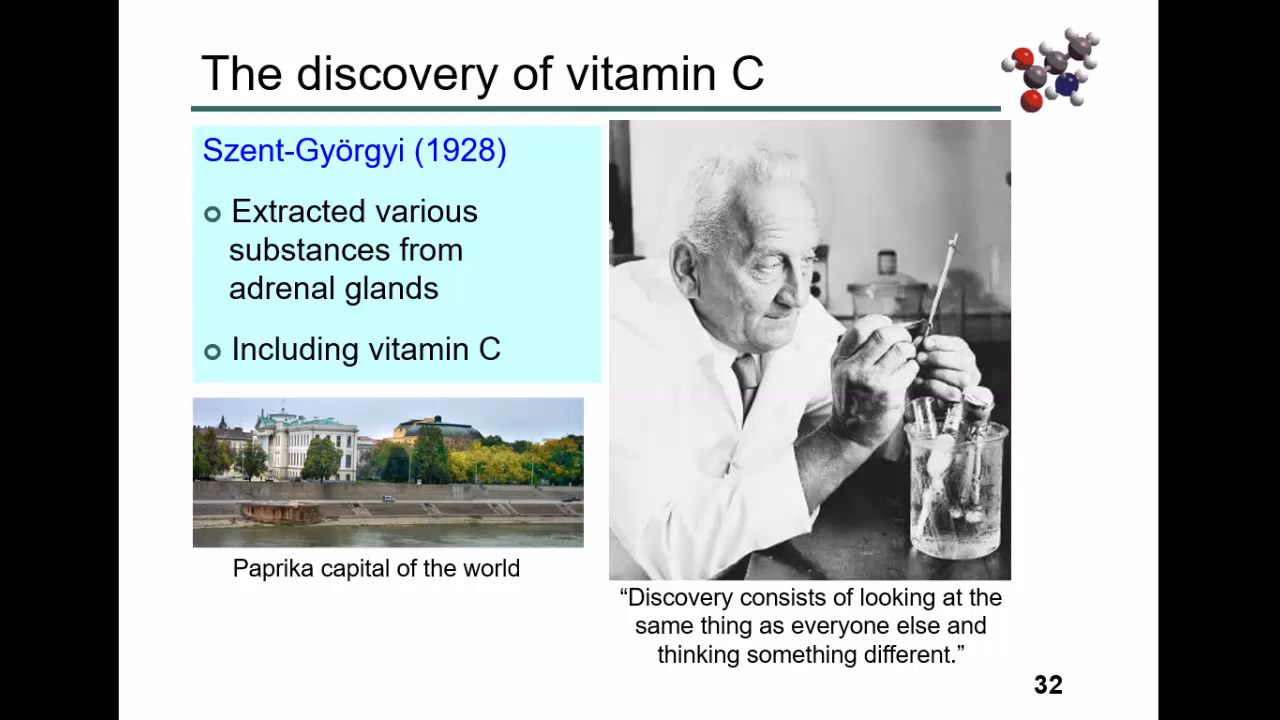 The discovery of vitamin C
Szent-Györgyi (1928)
Extracted various
substances from
adrenal glands
Including vitamin C
Paprika capital of the world
“Discovery consists of looking at the
same thing as everyone else and
thinking something different.”
32